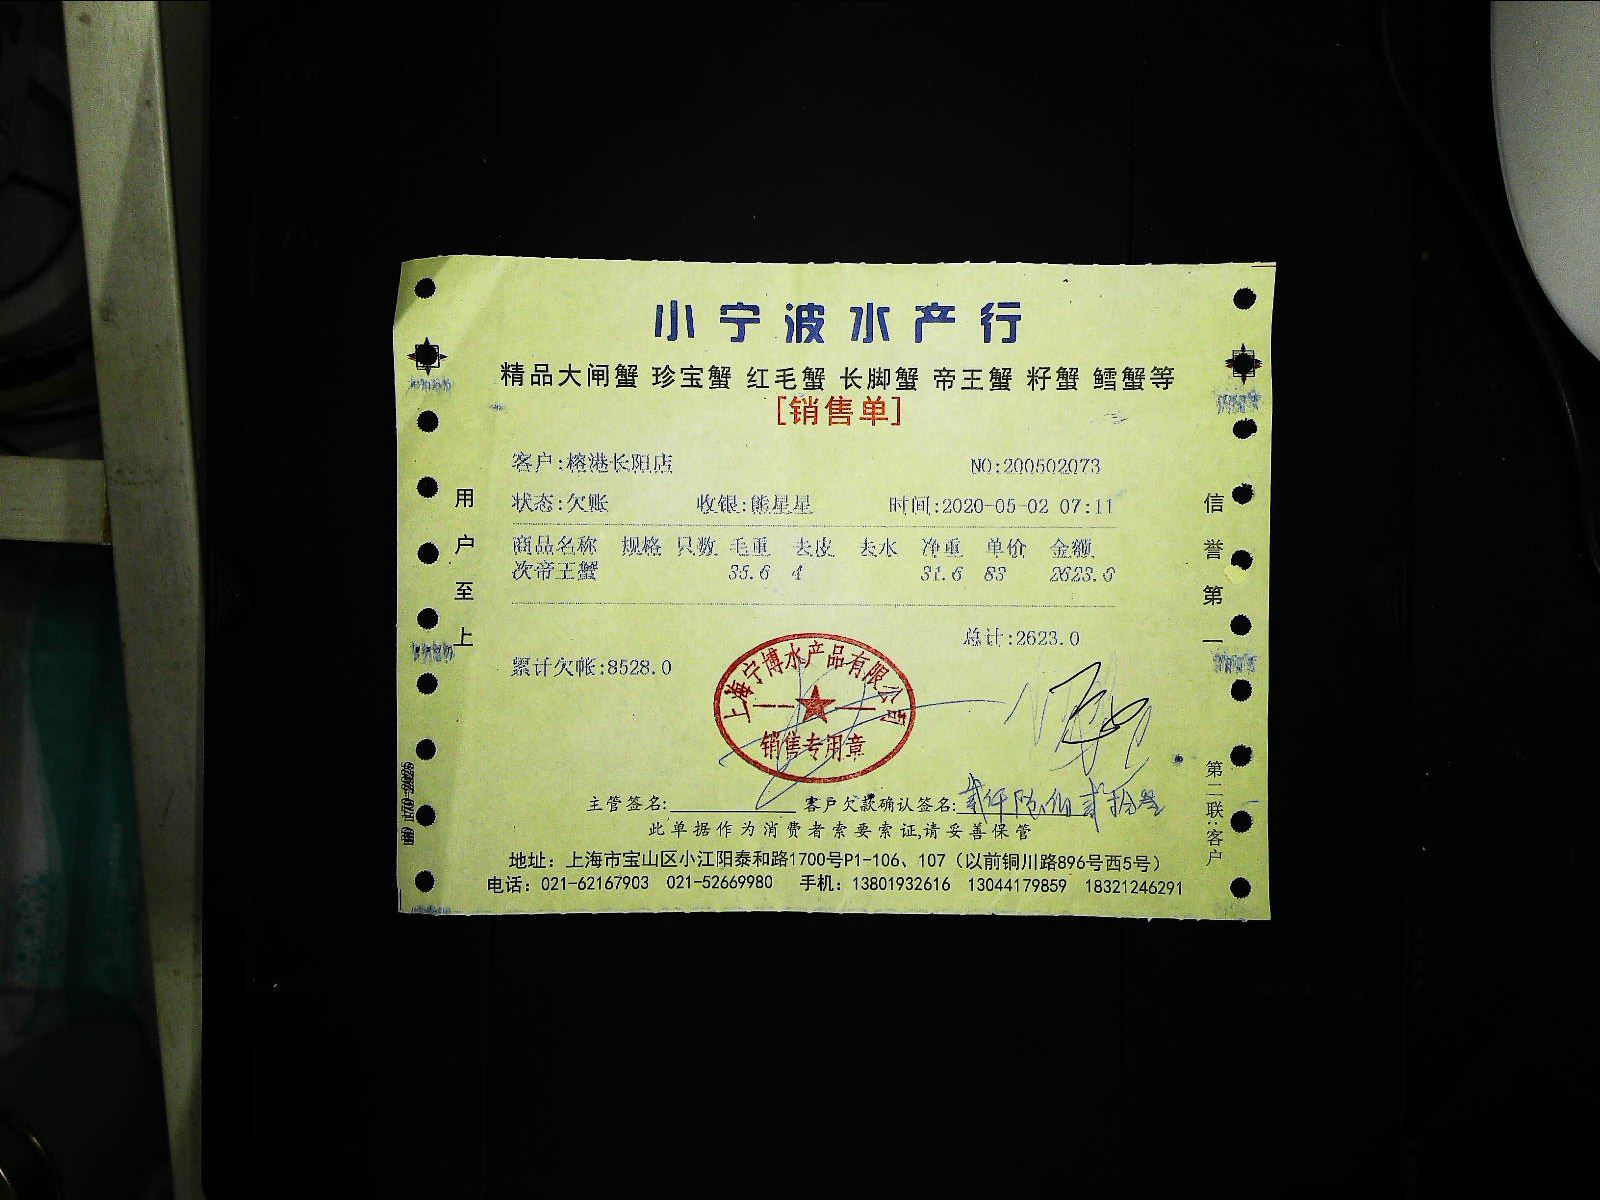 小宁波水产行
精品大闸蟹 珍宝蟹 红毛蟹 长脚蟹 帝王蟹 籽蟹 鳕蟹等
[销售单]
客户:榕港长阳店 NO:200502073
状态:欠账 收银:熊星星 时间:2020-05-02 07:11
商品名称 规格 只数 毛重 去皮 去水 净重 单价 金额
次帝王蟹 35.6 4 31.6 83 2623.0
总计:2623.0
累计欠帐:8528.0
上海宁博水产品有限公司
销售专用章
主管签名: 客户欠款确认签名:贰仟陆佰贰拾叁
此单据作为消费者索要索证,请妥善保管
地址：上海市宝山区小江阳泰和路1700号P1-106、107（以前铜川路896号西5号）
电话：021-62167903 021-52669980 手机：13801932616 13044179859 18321246291
用户至上
信誉第一
第二联:客户